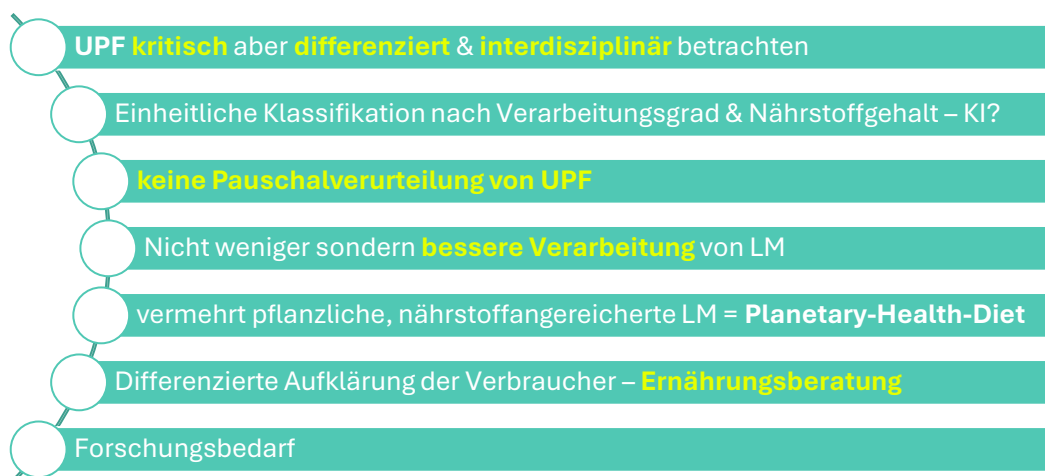 UPF kritisch aber differenziert & interdisziplinär betrachten
Einheitliche Klassifikation nach Verarbeitungsgrad & Nährstoffgehalt – KI?
keine Pauschalverurteilung von UPF
Nicht weniger sondern bessere Verarbeitung von LM
vermehrt pflanzliche, nährstoffangereicherte LM = Planetary-Health-Diet
Differenzierte Aufklärung der Verbraucher – Ernährungsberatung
Forschungsbedarf